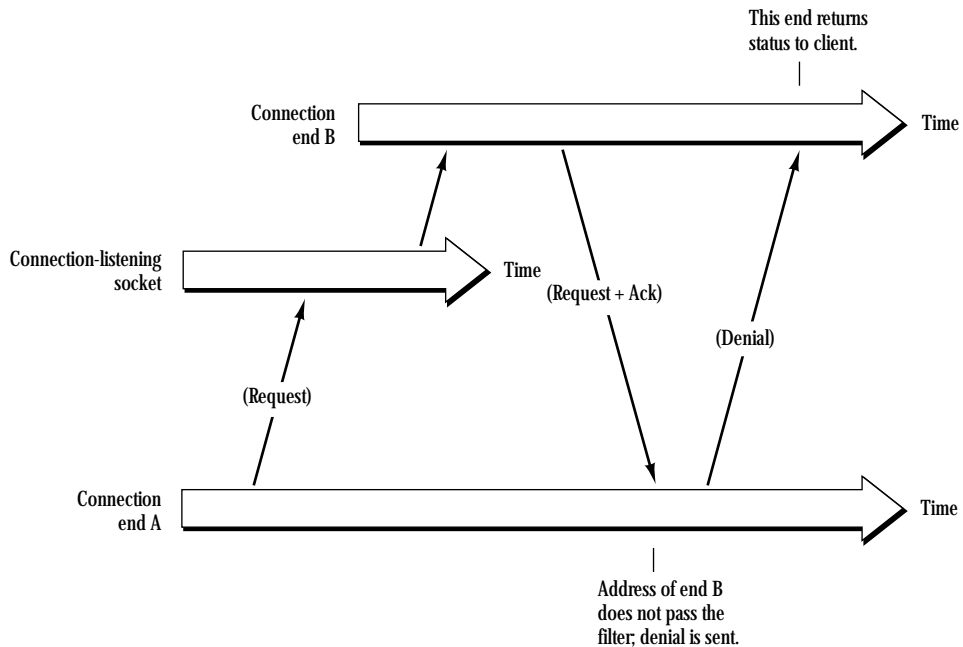 This end returns
status to client.
Connection
end B
Time
Connection-listening
socket
Time
(Request + Ack)
(Denial)
(Request)
Connection
end A
Time
Address of end B
does not pass the
filter; denial is sent.